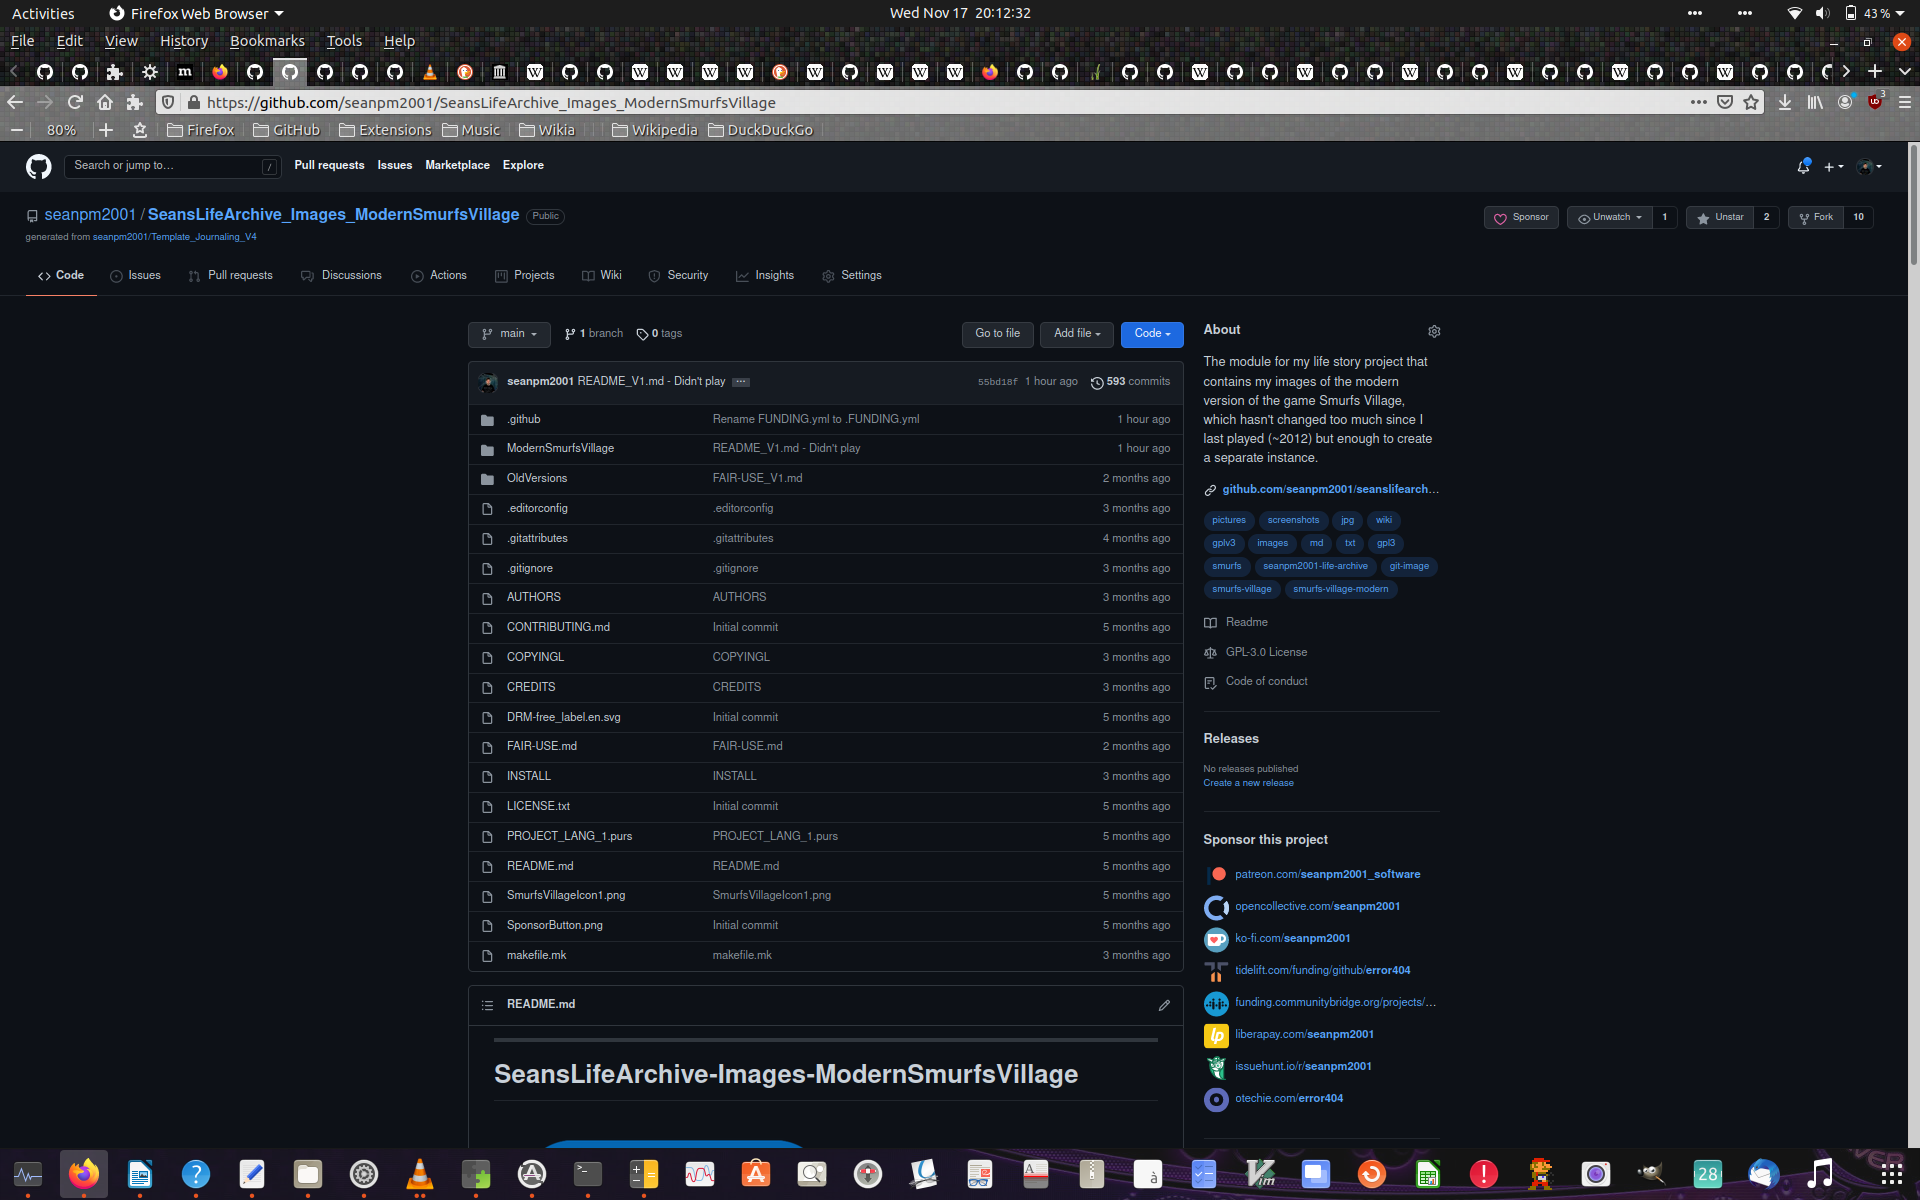 Activities Firefox Web Browser Wed Nov 17 20:12:32 43 %
File Edit View History Bookmarks Tools Help
https://github.com/seanpm2001/SeansLifeArchive_Images_ModernSmurfsVillage
80% Firefox GitHub Extensions Music Wikia Wikipedia DuckDuckGo
Search or jump to… / Pull requests Issues Marketplace Explore
seanpm2001 / SeansLifeArchive_Images_ModernSmurfsVillage Public Sponsor Unwatch 1 Unstar 2 Fork 10
generated from seanpm2001/Template_Journaling_V4
Code Issues Pull requests Discussions Actions Projects Wiki Security Insights Settings
main 1 branch 0 tags Go to file Add file Code
seanpm2001 README_V1.md - Didn't play ... 55bd18f 1 hour ago 593 commits
.github Rename FUNDING.yml to .FUNDING.yml 1 hour ago
ModernSmurfsVillage README_V1.md - Didn't play 1 hour ago
OldVersions FAIR-USE_V1.md 2 months ago
.editorconfig .editorconfig 3 months ago
.gitattributes .gitattributes 4 months ago
.gitignore .gitignore 3 months ago
AUTHORS AUTHORS 3 months ago
CONTRIBUTING.md Initial commit 5 months ago
COPYINGL COPYINGL 3 months ago
CREDITS CREDITS 3 months ago
DRM-free_label.en.svg Initial commit 5 months ago
FAIR-USE.md FAIR-USE.md 2 months ago
INSTALL INSTALL 3 months ago
LICENSE.txt Initial commit 5 months ago
PROJECT_LANG_1.purs PROJECT_LANG_1.purs 5 months ago
README.md README.md 5 months ago
SmurfsVillageIcon1.png SmurfsVillageIcon1.png 5 months ago
SponsorButton.png Initial commit 5 months ago
makefile.mk makefile.mk 3 months ago
README.md
SeansLifeArchive-Images-ModernSmurfsVillage
About
The module for my life story project that
contains my images of the modern
version of the game Smurfs Village,
which hasn't changed too much since I
last played (~2012) but enough to create
a separate instance.
github.com/seanpm2001/seanslifearch…
pictures screenshots jpg wiki
gplv3 images md txt gpl3
smurfs seanpm2001-life-archive git-image
smurfs-village smurfs-village-modern
Readme
GPL-3.0 License
Code of conduct
Releases
No releases published
Create a new release
Sponsor this project
patreon.com/seanpm2001_software
opencollective.com/seanpm2001
ko-fi.com/seanpm2001
tidelift.com/funding/github/error404
funding.communitybridge.org/projects/…
liberapay.com/seanpm2001
issuehunt.io/r/seanpm2001
otechie.com/error404
28